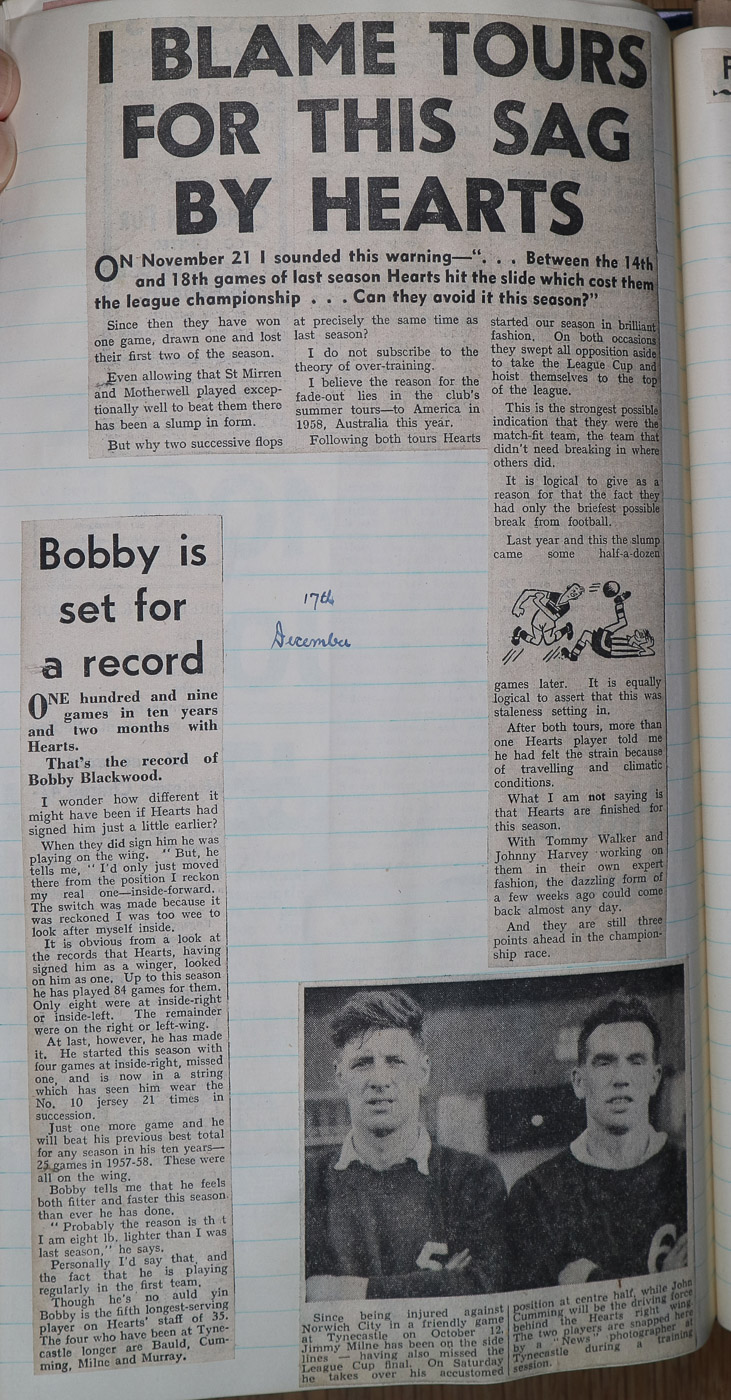 I BLAME TOURS
FOR THIS SAG
BY HEARTS
ON November 21 I sounded this warning—“. . . Between the 14th
and 18th games of last season Hearts hit the slide which cost them
the league championship . . . Can they avoid it this season?”
Since then they have won
one game, drawn one and lost
their first two of the season.
Even allowing that St Mirren
and Motherwell played excep-
tionally well to beat them there
has been a slump in form.
But why two successive flops
at precisely the same time as
last season?
I do not subscribe to the
theory of over-training.
I believe the reason for the
fade-out lies in the club's
summer tours—to America in
1958, Australia this year.
Following both tours Hearts
started our season in brilliant
fashion. On both occasions
they swept all opposition aside
to take the League Cup and
hoist themselves to the top
of the league.
This is the strongest possible
indication that they were the
match-fit team, the team that
didn't need breaking in where
others did.
It is logical to give as a
reason for that the fact they
had only the briefest possible
break from football.
Last year and this the slump
came some half-a-dozen
games later. It is equally
logical to assert that this was
staleness setting in.
After both tours, more than
one Hearts player told me
he had felt the strain because
of travelling and climatic
conditions.
What I am not saying is
that Hearts are finished for
this season.
With Tommy Walker and
Johnny Harvey working on
them in their own expert
fashion, the dazzling form of
a few weeks ago could come
back almost any day.
And they are still three
points ahead in the champion-
ship race.
17th
December
Bobby is
set for
a record
ONE hundred and nine
games in ten years
and two months with
Hearts.
That's the record of
Bobby Blackwood.
I wonder how different it
might have been if Hearts had
signed him just a little earlier?
When they did sign him he was
playing on the wing. “ But, he
tells me, “ I'd only just moved
there from the position I reckon
my real one—inside-forward.
The switch was made because it
was reckoned I was too wee to
look after myself inside.
It is obvious from a look at
the records that Hearts, having
signed him as a winger, looked
on him as one. Up to this season
he has played 84 games for them.
Only eight were at inside-right
or inside-left. The remainder
were on the right or left-wing.
At last, however, he has made
it. He started this season with
four games at inside-right, missed
one, and is now in a string
which has seen him wear the
No. 10 jersey 21 times in
succession.
Just one more game and he
will beat his previous best total
for any season in his ten years—
25 games in 1957-58. These were
all on the wing.
Bobby tells me that he feels
both fitter and faster this season
than ever he has done.
“ Probably the reason is th t
I am eight lb. lighter than I was
last season,” he says.
Personally I'd say that and
the fact that he is playing
regularly in the first team.
Though he's no auld yin
Bobby is the fifth longest-serving
player on Hearts' staff of 35.
The four who have been at Tyne-
castle longer are Bauld, Cum-
ming, Milne and Murray.
Since being injured against
Norwich City in a friendly game
at Tynecastle on October 12,
Jimmy Milne has been on the side
lines — having also missed the
League Cup final. On Saturday
he takes over his accustomed
position at centre half, while John
Cumming will be the driving force
behind the Hearts right wing.
The two players are snapped here
by a “ News ” photographer at
Tynecastle during a training
session.